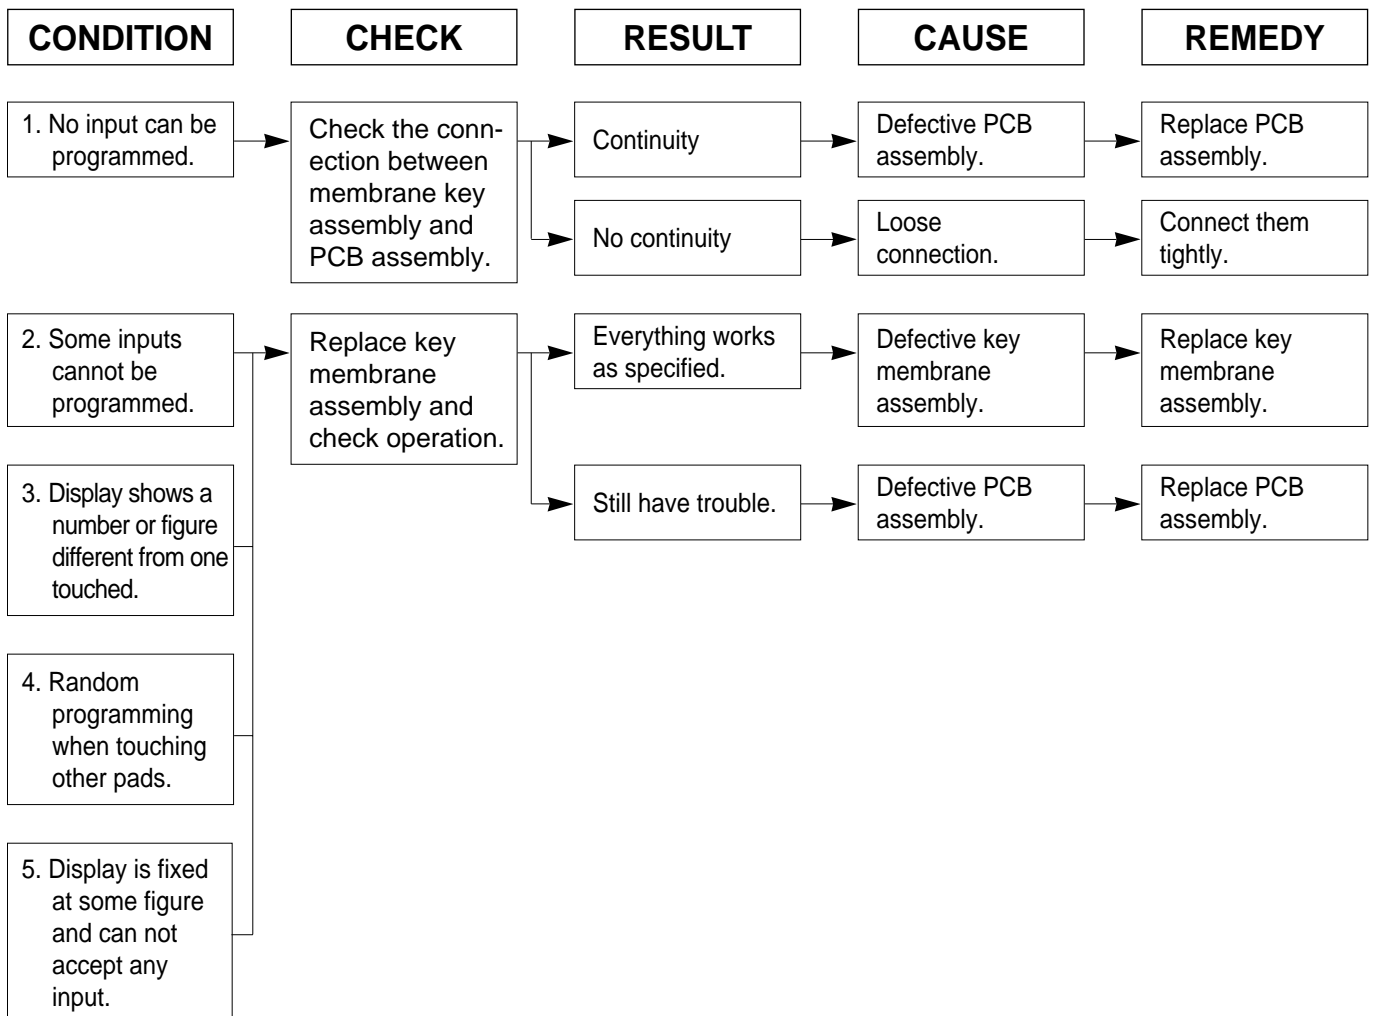 CONDITION
CHECK
RESULT
CAUSE
REMEDY
1. No input can be
programmed.
Check the conn-
ection between
membrane key
assembly and
PCB assembly.
Continuity
Defective PCB
assembly.
Replace PCB
assembly.
No continuity
Loose
connection.
Connect them
tightly.
2. Some inputs
cannot be
programmed.
Replace key
membrane
assembly and
check operation.
Everything works
as specified.
Defective key
membrane
assembly.
Replace key
membrane
assembly.
Still have trouble.
Defective PCB
assembly.
Replace PCB
assembly.
3. Display shows a
number or figure
different from one
touched.
4. Random
programming
when touching
other pads.
5. Display is fixed
at some figure
and can not
accept any
input.